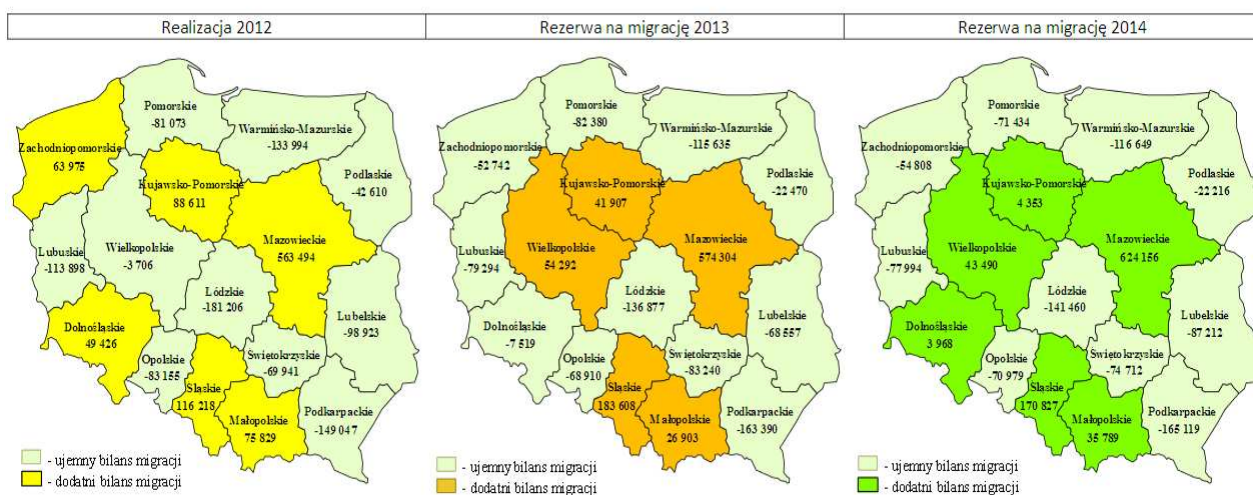 Realizacja 2012
Rezerwa na migrację 2013
Rezerwa na migrację 2014
Pomorskie
-81 073
Warmińsko-Mazurskie
-133 994
Zachodniopomorskie
63 975
Kujawsko-Pomorskie
88 611
Podlaskie
-42 610
Mazowieckie
563 494
Lubuskie
-113 898
Wielkopolskie
-3 706
Łódzkie
-181 206
Lubelskie
-98 923
Dolnośląskie
49 426
Opolskie
-83 155
Świętokrzyskie
-69 941
Śląskie
116 218
Małopolskie
75 829
Podkarpackie
-149 047
- ujemny bilans migracji
- dodatni bilans migracji
Pomorskie
-82 380
Warmińsko-Mazurskie
-115 635
Zachodniopomorskie
-52 742
Kujawsko-Pomorskie
41 907
Podlaskie
-22 470
Mazowieckie
574 304
Lubuskie
-79 294
Wielkopolskie
54 292
Łódzkie
-136 877
Lubelskie
-68 557
Dolnośląskie
-7 519
Opolskie
-68 910
Świętokrzyskie
-83 240
Śląskie
183 608
Małopolskie
26 903
Podkarpackie
-163 390
- ujemny bilans migracji
- dodatni bilans migracji
Pomorskie
-71 434
Warmińsko-Mazurskie
-116 649
Zachodniopomorskie
-54 808
Kujawsko-Pomorskie
4 353
Podlaskie
-22 216
Mazowieckie
624 156
Lubuskie
-77 994
Wielkopolskie
43 490
Łódzkie
-141 460
Lubelskie
-87 212
Dolnośląskie
3 968
Opolskie
-70 979
Świętokrzyskie
-74 712
Śląskie
170 827
Małopolskie
35 789
Podkarpackie
-165 119
- ujemny bilans migracji
- dodatni bilans migracji